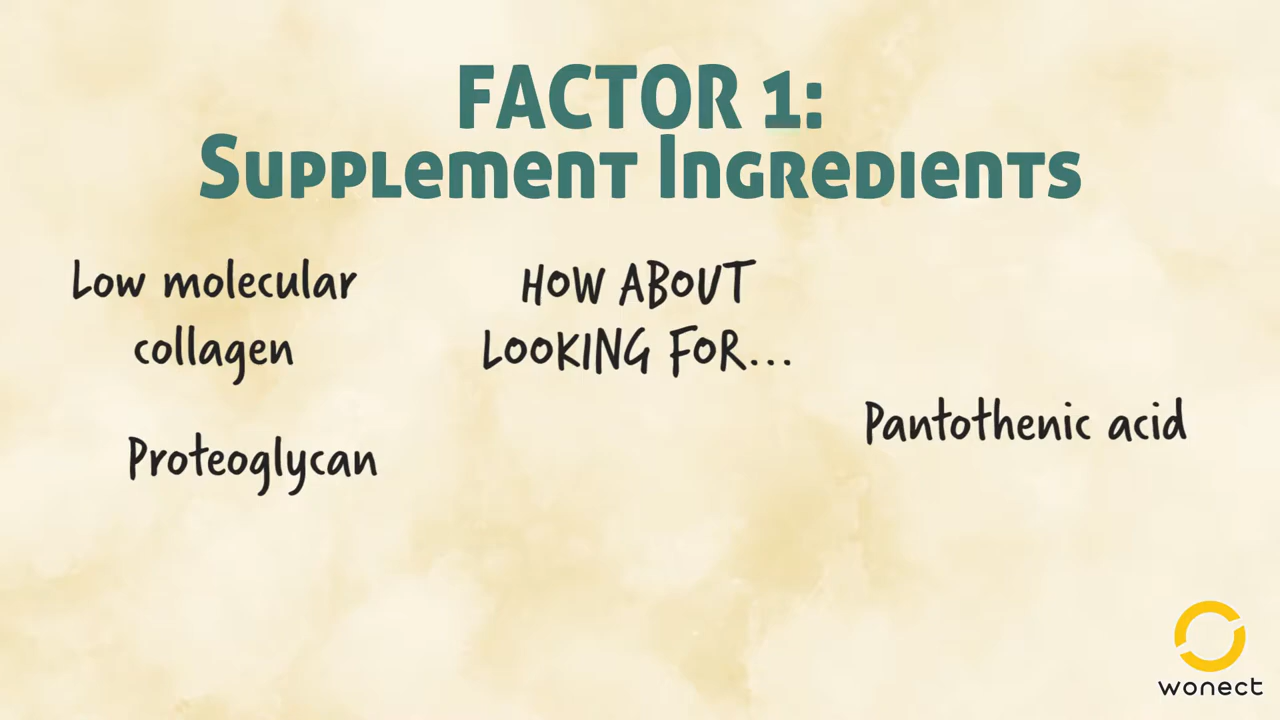 FACTOR 1:
Supplement Ingredients
Low molecular
collagen
Proteoglycan
HOW ABOUT
LOOKING FOR...
Pantothenic acid
wonect